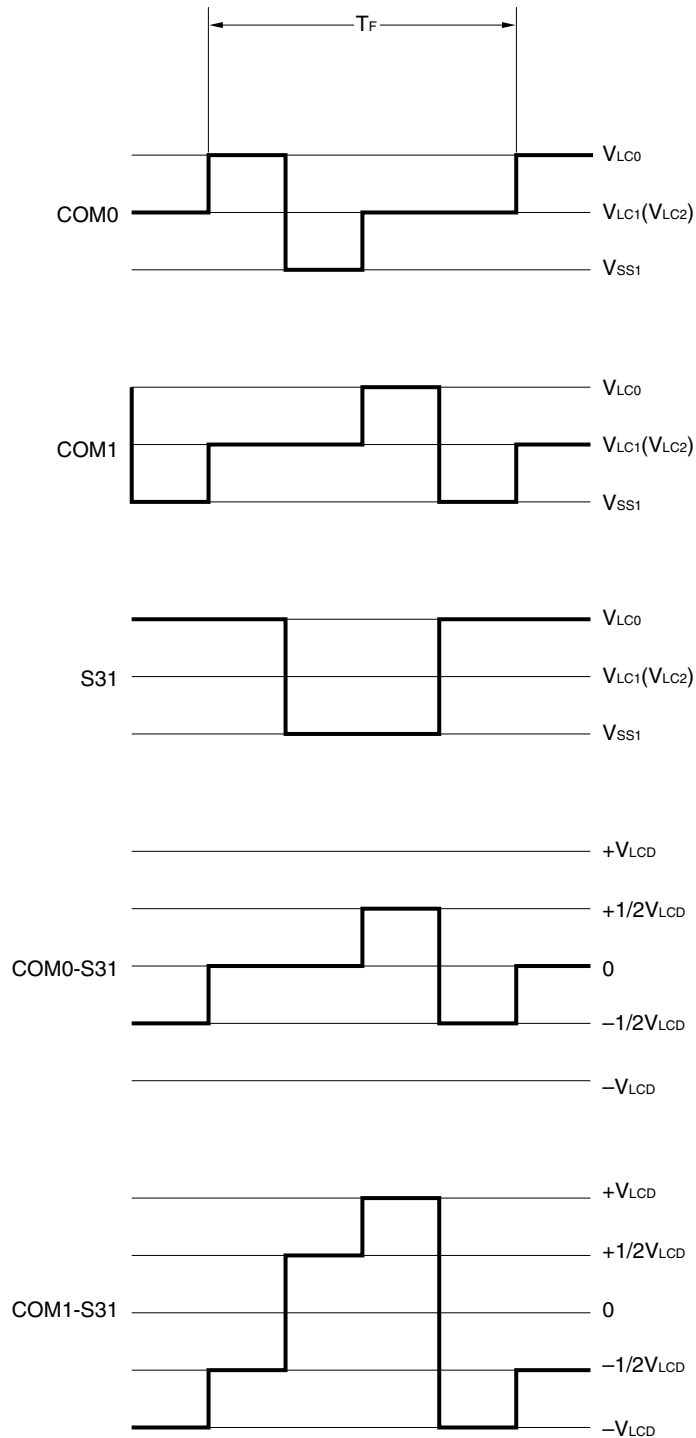 TF
COM0
VLC0
VLC1(VLC2)
VSS1
COM1
VLC0
VLC1(VLC2)
VSS1
S31
VLC0
VLC1(VLC2)
VSS1
COM0-S31
+VLCD
+1/2VLCD
0
–1/2VLCD
–VLCD
COM1-S31
+VLCD
+1/2VLCD
0
–1/2VLCD
–VLCD